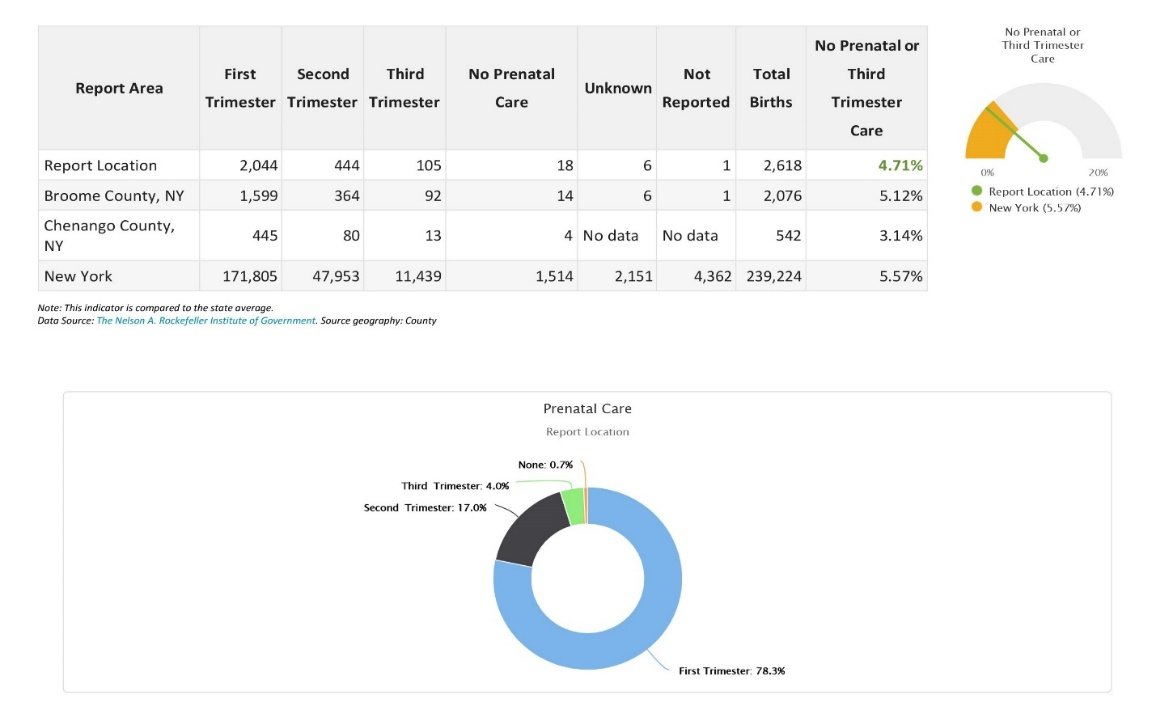 Report Area First Trimester Second Trimester Third Trimester No Prenatal Care Unknown Not Reported Total Births No Prenatal or Third Trimester Care
Report Location 2,044 444 105 18 6 1 2,618 4.71%
Broome County, NY 1,599 364 92 14 6 1 2,076 5.12%
Chenango County, NY 445 80 13 4 No data No data 542 3.14%
New York 171,805 47,953 11,439 1,514 2,151 4,362 239,224 5.57%
Note: This indicator is compared to the state average.
Data Source: The Nelson A. Rockefeller Institute of Government. Source geography: County
No Prenatal or
Third Trimester
Care
0% 20%
Report Location (4.71%)
New York (5.57%)
Prenatal Care
Report Location
None: 0.7%
Third Trimester: 4.0%
Second Trimester: 17.0%
First Trimester: 78.3%